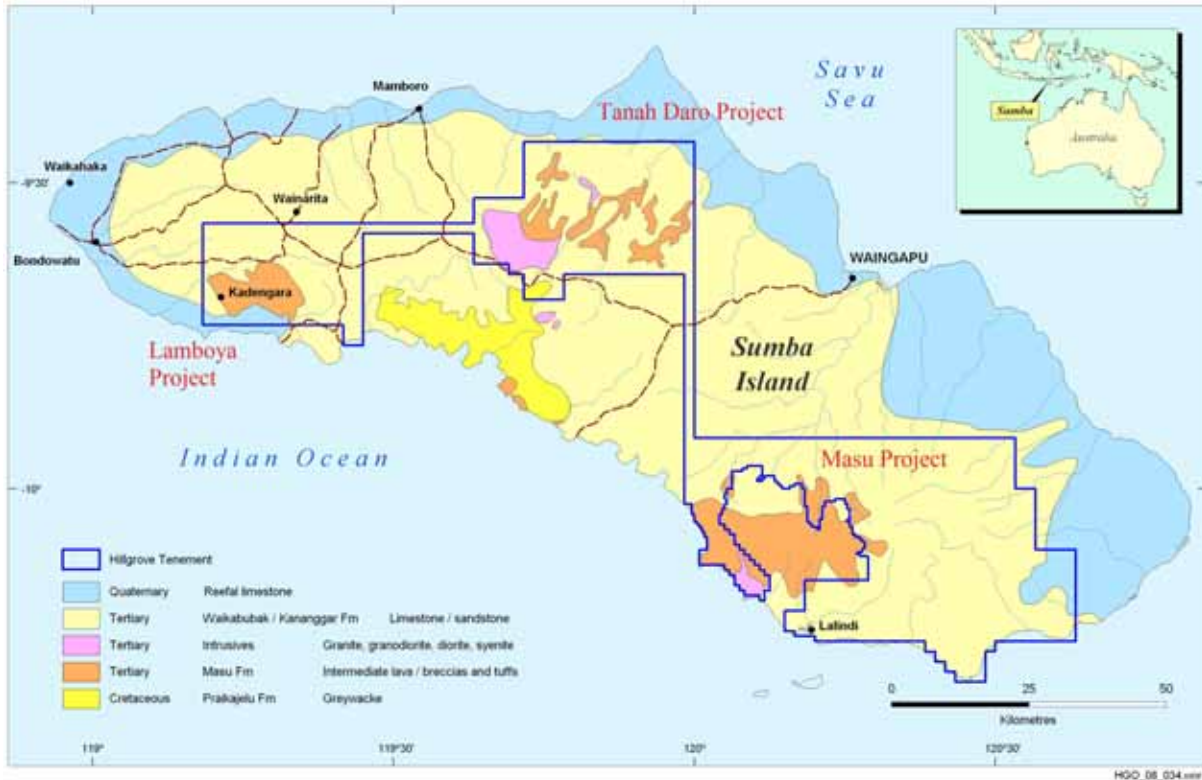 Savu
Sea
Sumba
Australia
Mamboro
Tanah Daro Project
Waikahaka
-9°30'
Wainarita
Bondowatu
WAINGAPU
Kadengara
Lamboya
Project
Sumba
Island
Indian Ocean
Masu Project
-10°
Hillgrove Tenement
Quaternary Reefal limestone
Tertiary Waikabubak / Kananggar Fm Limestone / sandstone
Tertiary Intrusives Granite, granodiorite, diorite, syenite
Tertiary Masu Fm Intermediate lava / breccias and tuffs
Cretaceous Praikajelu Fm Greywacke
Lalindi
0 25 50
Kilometres
119° 119°30' 120° 120°30'